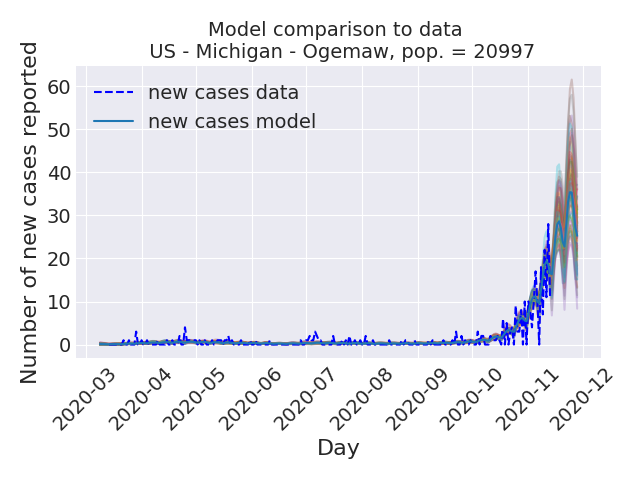 Model comparison to data
US - Michigan - Ogemaw, pop. = 20997
Number of new cases reported
60
50
40
30
20
10
0
new cases data
new cases model
2020-03
2020-04
2020-05
2020-06
2020-07
2020-08
2020-09
2020-10
2020-11
2020-12
Day